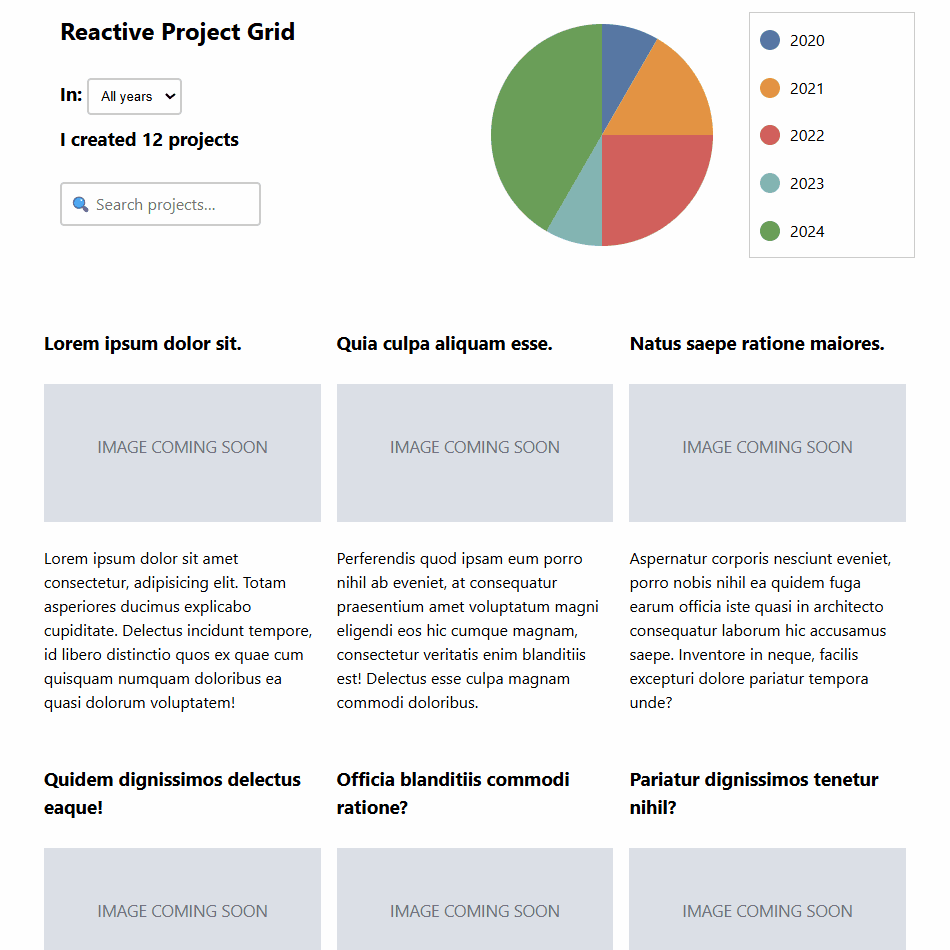 Reactive Project Grid
In: All years
I created 12 projects
Search projects...
2020
2021
2022
2023
2024
Lorem ipsum dolor sit.
IMAGE COMING SOON
Lorem ipsum dolor sit amet
consectetur, adipisicing elit. Totam
asperiores ducimus explicabo
cupiditate. Delectus incidunt tempore,
id libero distinctio quos ex quae cum
quisquam numquam doloribus ea
quasi dolorum voluptatem!
Quia culpa aliquam esse.
IMAGE COMING SOON
Perferendis quod ipsam eum porro
nihil ab eveniet, at consequatur
praesentium amet voluptatum magni
eligendi eos hic cumque magnam,
consectetur veritatis enim blanditiis
est! Delectus esse culpa magnam
commodi doloribus.
Natus saepe ratione maiores.
IMAGE COMING SOON
Aspernatur corporis nesciunt eveniet,
porro nobis nihil ea quidem fuga
earum officia iste quasi in architecto
consequatur laborum hic accusamus
saepe. Inventore in neque, facilis
excepturi dolore pariatur tempora
unde?
Quidem dignissimos delectus
eaque!
IMAGE COMING SOON
Officia blanditiis commodi
ratione?
IMAGE COMING SOON
Pariatur dignissimos tenetur
nihil?
IMAGE COMING SOON